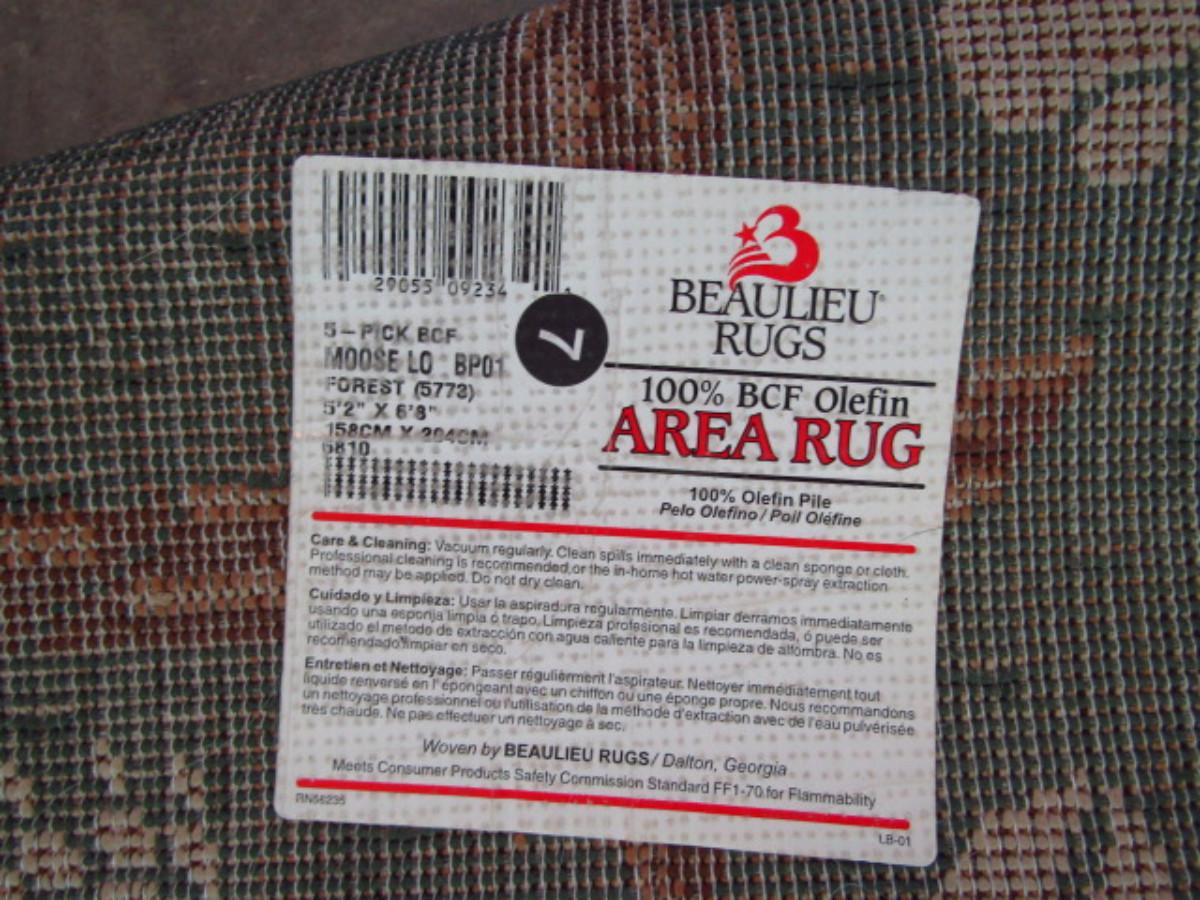 29055 09234
5-PICK BCF
MOOSE LO BP01
FOREST (5773)
5'2" X 6'8"
158CM X 204CM
6810
7
BEAULIEU®
RUGS
100% BCF Olefin
AREA RUG
100% Olefin Pile
Pelo Olefino / Poil Oléfine
Care & Cleaning: Vacuum regularly. Clean spills immediately with a clean sponge or cloth.
Professional cleaning is recommended,or the in-home hot water power-spray extraction
method may be applied. Do not dry clean.
Cuidado y Limpieza: Usar la aspiradura regularmente. Limpiar derramos immediatamente
usando una esponja limpia ó trapo. Limpieza profesional es recomendada, ó puede ser
utilizado el metodo de extracción con agua caliente para la limpieza de alfombra. No es
recomendado limpiar en seco.
Entretien et Nettoyage: Passer régulièrment l'aspirateur. Nettoyer immédiatement tout
liquide renversé en l'épongeant avec un chiffon ou une éponge propre. Nous recommandons
un nettoyage professionnel ou l'utilisation de la méthode d'extraction avec de l'eau pulvérisée
très chaude. Ne pas effectuer un nettoyage à sec.
Woven by BEAULIEU RUGS / Dalton, Georgia
Meets Consumer Products Safety Commission Standard FF1-70 for Flammability
RN56235
LB-01